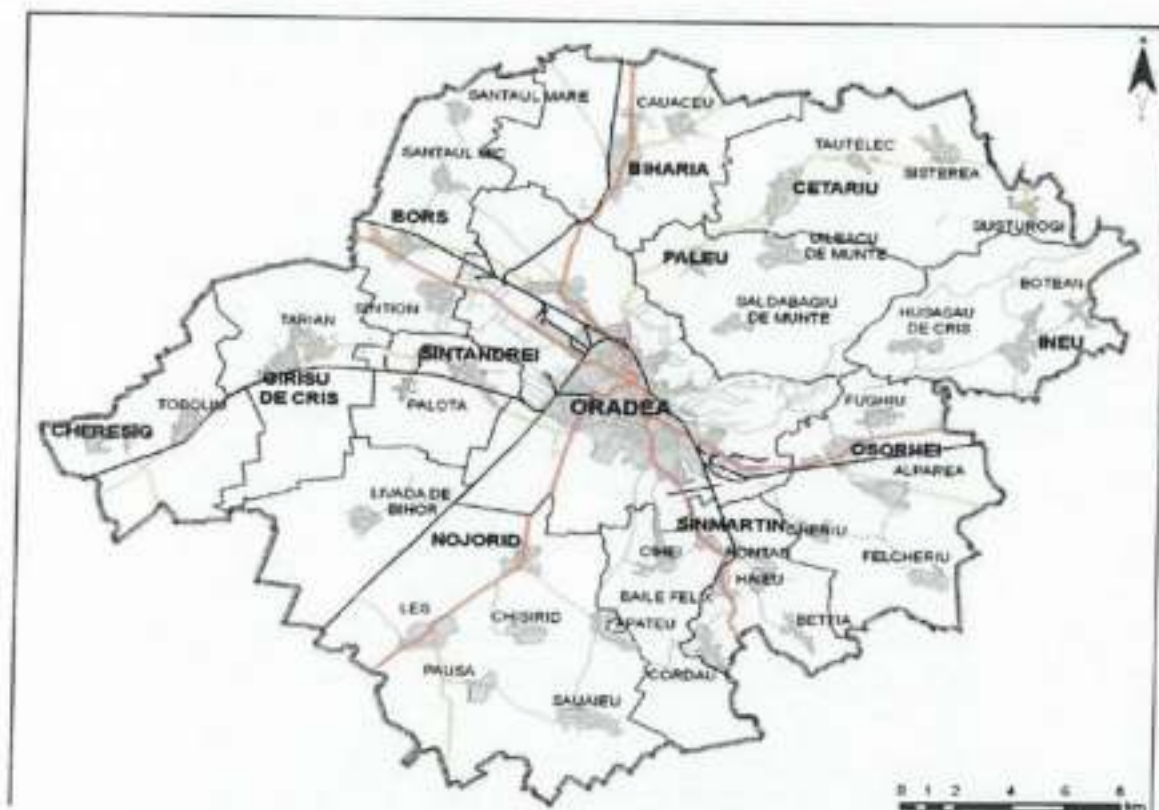 SANTAUL MARE
CAUACEU
TAUTELEC
SANTAUL MIC
BIHARIA
SISTEREA
CETARIU
BORS
SUSTUROGI
UILEACU
DE MUNTE
PALEU
BOTEAN
SINTION
SALDABAGIU
DE MUNTE
HUSASAU
DE CRIS
TARIAN
INEU
SINTANDREI
GIRISU
DE CRIS
PALOTA
ORADEA
TOBOLIU
FUGHIU
CHERESIG
OSORHEI
ALPAREA
LIVADA DE
BIHOR
SINMARTIN
CHERIU
NOJORID
CIHEI
RONTAU
FELCHERIU
HAIEU
BAILE FELIX
LES
CHISIRID
APATEU
BETFIA
PAUSA
CORDAU
SAUAIEU
0 1 2 4 6 8
km